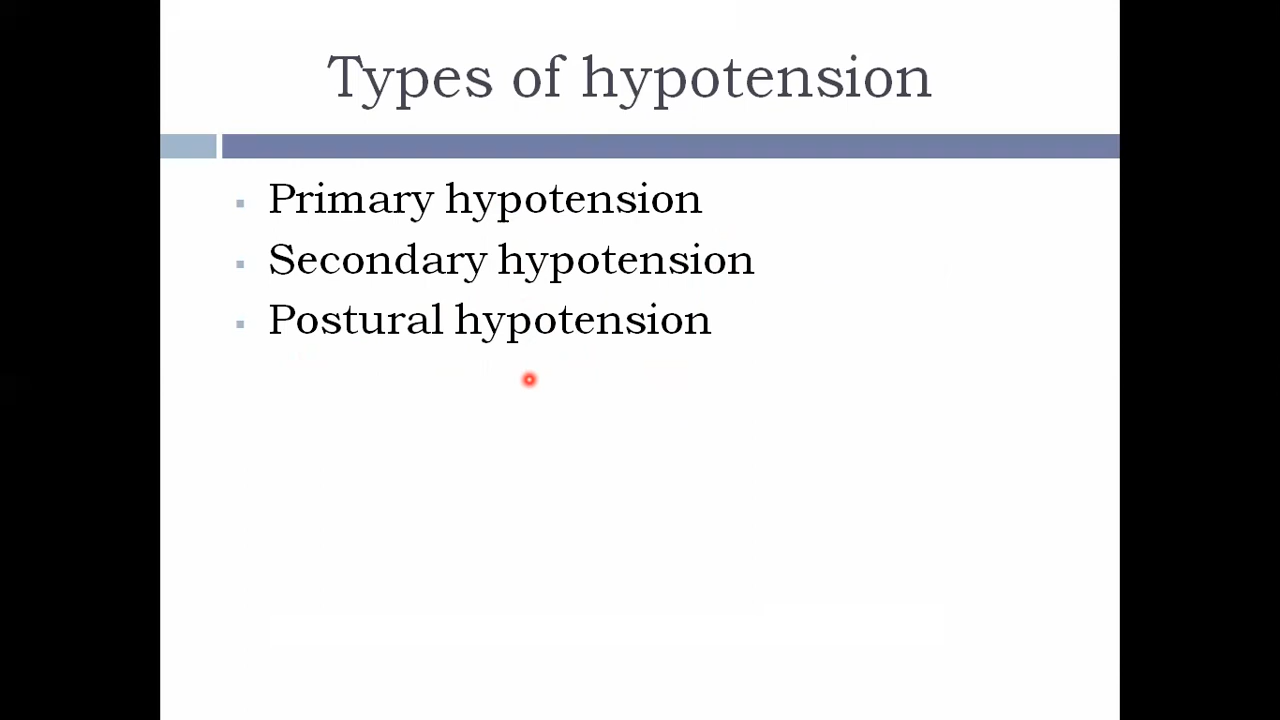 Types of hypotension
Primary hypotension
Secondary hypotension
Postural hypotension